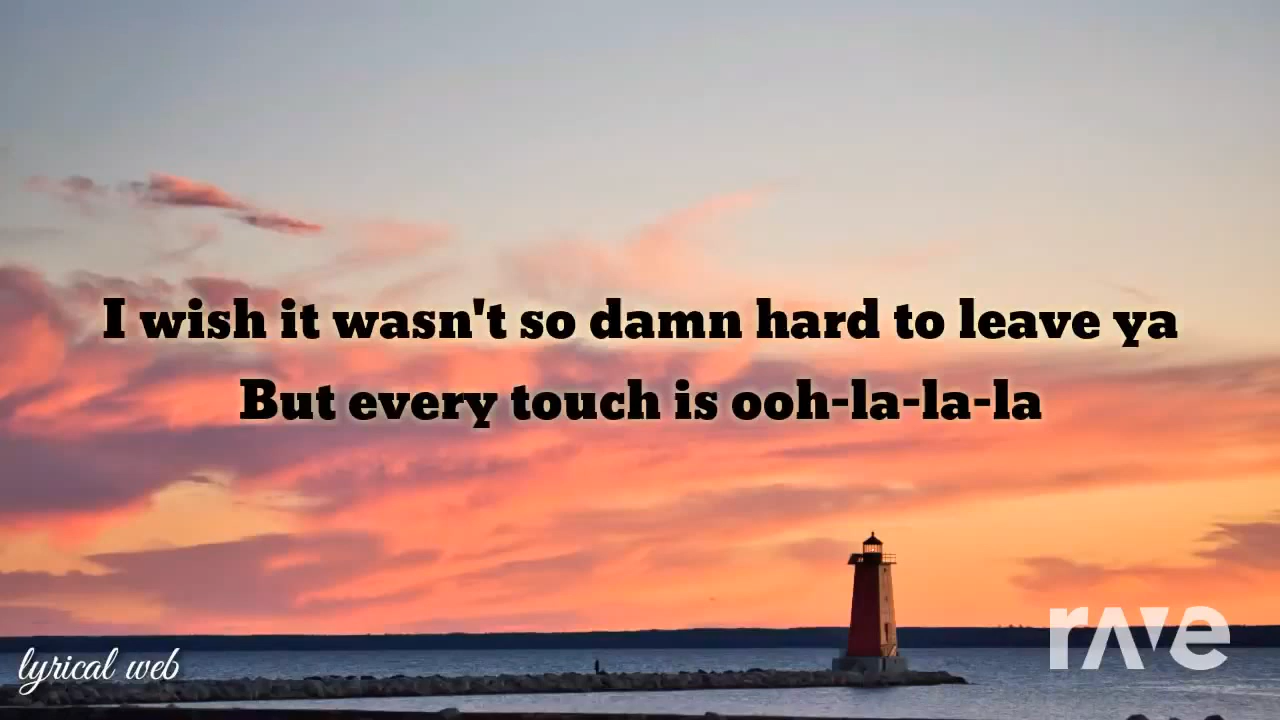 I wish it wasn't so damn hard to leave ya
But every touch is ooh-la-la-la
rave
lyrical web